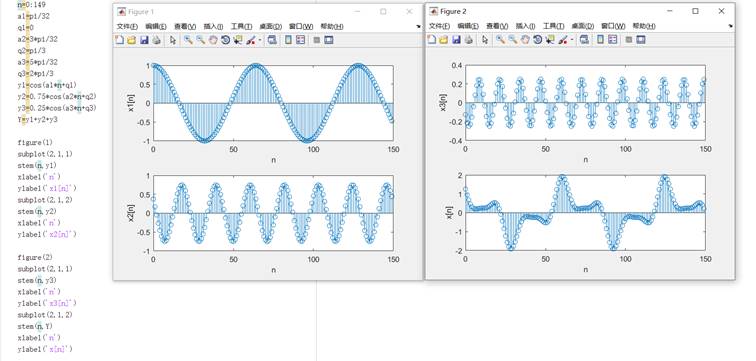 n=0:149
a1=pi/32
q1=0
a2=3*pi/32
q2=pi/3
a3=5*pi/32
q3=2*pi/3
y1=cos(a1*n+q1)
y2=0.75*cos(a2*n+q2)
y3=0.25*cos(a3*n+q3)
Y=y1+y2+y3
figure(1)
subplot(2,1,1)
stem(n,y1)
xlabel('n')
ylabel('x1[n]')
subplot(2,1,2)
stem(n,y2)
xlabel('n')
ylabel('x2[n]')
figure(2)
subplot(2,1,1)
stem(n,y3)
xlabel('n')
ylabel('x3[n]')
subplot(2,1,2)
stem(n,Y)
xlabel('n')
ylabel('x[n]')
Figure 1
文件(F) 编辑(E) 查看(V) 插入(I) 工具(T) 桌面(D) 窗口(W) 帮助(H)
1
0.5
0
-0.5
-1
x1[n]
0 50 100 150
n
1
0.5
0
-0.5
-1
x2[n]
0 50 100 150
n
Figure 2
文件(F) 编辑(E) 查看(V) 插入(I) 工具(T) 桌面(D) 窗口(W) 帮助(H)
0.4
0.2
0
-0.2
-0.4
x3[n]
0 50 100 150
n
2
1
0
-1
-2
x[n]
0 50 100 150
n